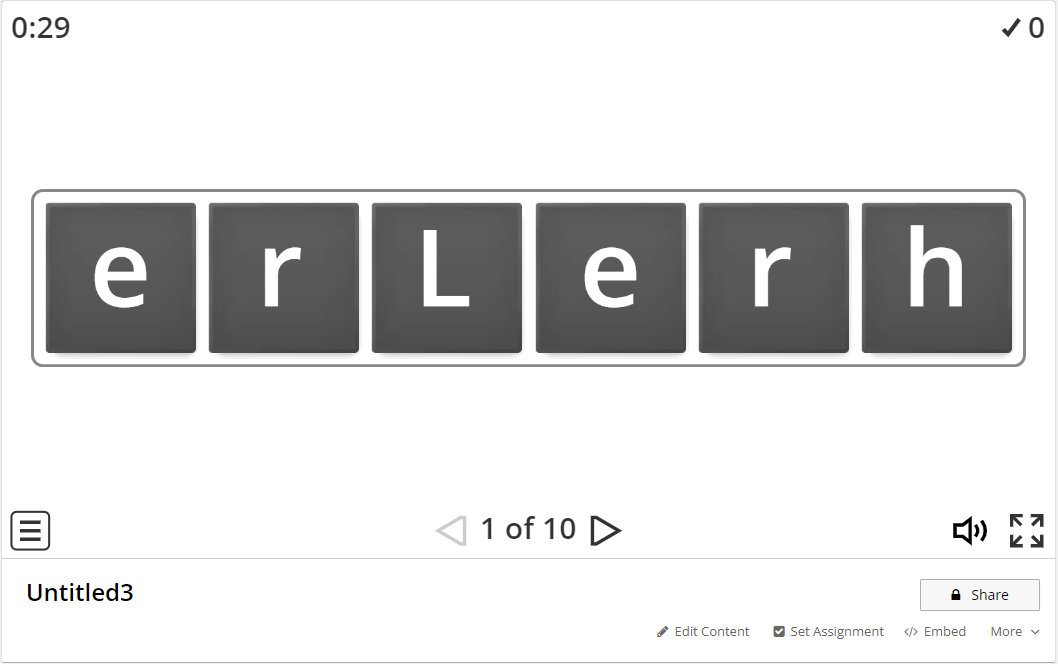 0:29
0
e r L e r h
1 of 10
Untitled3
Share
Edit Content
Set Assignment
Embed
More